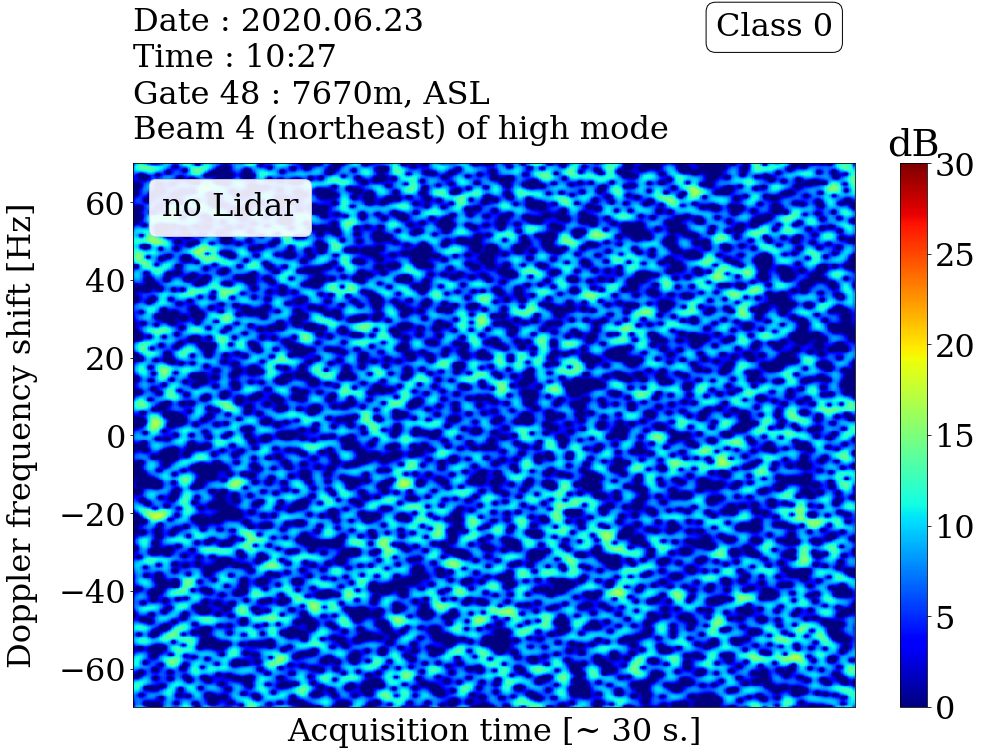 Date : 2020.06.23
Time : 10:27
Gate 48 : 7670m, ASL
Beam 4 (northeast) of high mode
Class 0
dB
no Lidar
Doppler frequency shift [Hz]
60
40
20
0
−20
−40
−60
30
25
20
15
10
5
0
Acquisition time [~ 30 s.]